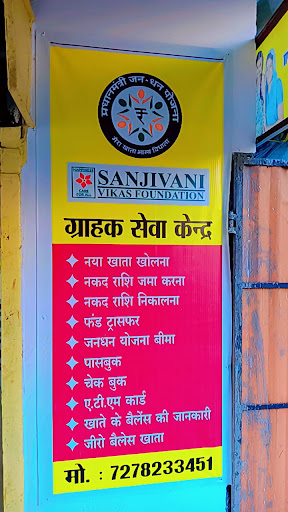 प्रधानमंत्री जन-धन योजना
मेरा खाता भाग्य विधाता
SANJIVANI
VIKAS FOUNDATION
ग्राहक सेवा केन्द्र
नया खाता खोलना
नकद राशि जमा करना
नकद राशि निकालना
फंड ट्रासफर
जनधन योजना बीमा
पासबुक
चेक बुक
ए.टी.एम कार्ड
खाते के बैलेंस की जानकारी
जीरो बैलेस खाता
मो. : 7278233451